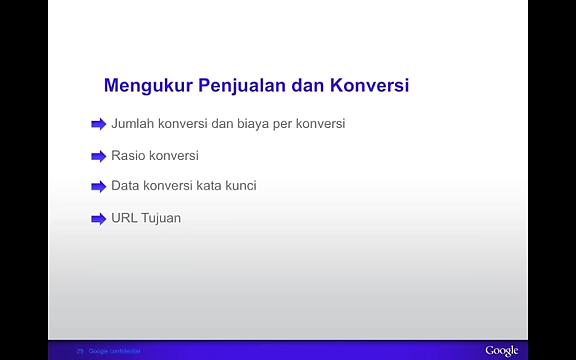 Mengukur Penjualan dan Konversi
Jumlah konversi dan biaya per konversi
Rasio konversi
Data konversi kata kunci
URL Tujuan
29 Google confidential
Google